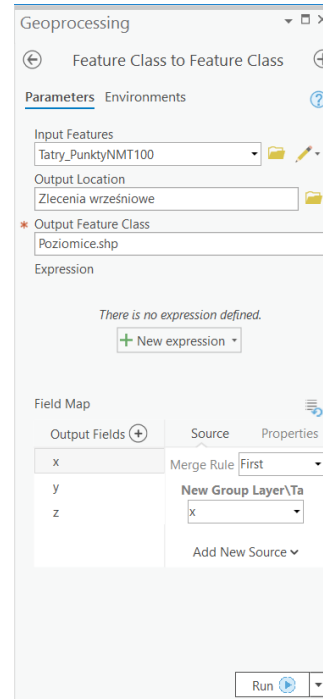 Geoprocessing
Feature Class to Feature Class
Parameters Environments
Input Features
Tatry_PunktyNMT100
Output Location
Zlecenia wrześniowe
* Output Feature Class
Poziomice.shp
Expression
There is no expression defined.
+ New expression
Field Map
Output Fields Source Properties
x Merge Rule First
y New Group Layer\Ta
z x
Add New Source
Run